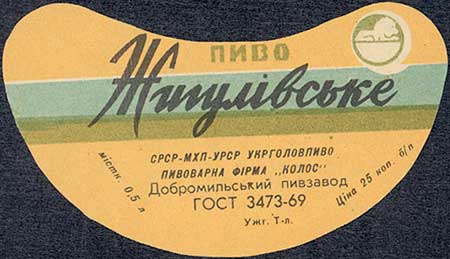 ПИВО
Жигулівське
СРСР-МХП-УРСР УКРГОЛОВПИВО
ПИВОВАРНА ФІРМА „КОЛОС"
Добромильський пивзавод
ГОСТ 3473-69
Ужг. Т-л.
містк. 0,5 л
Ціна 25 коп. б/п